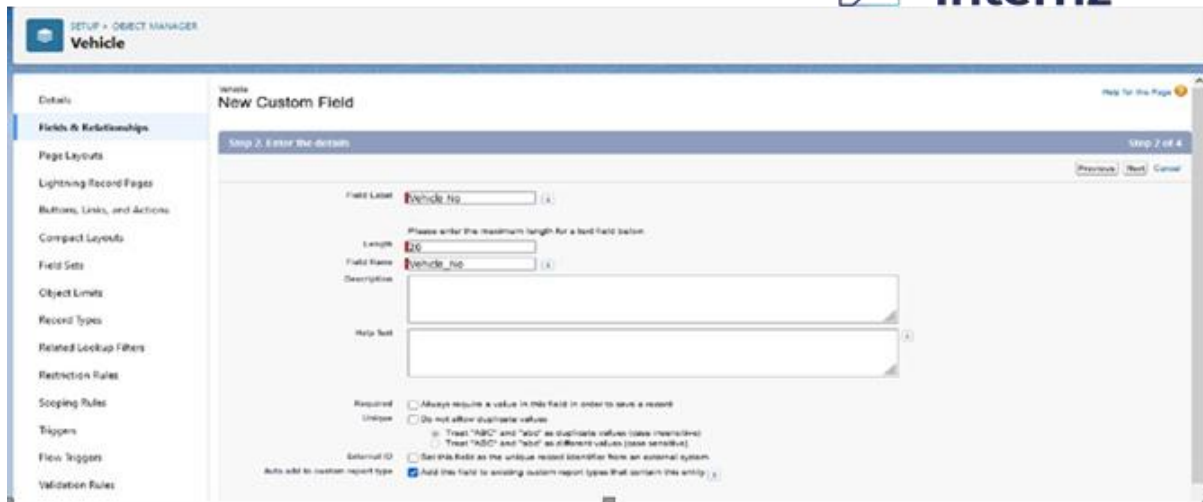 SETUP > OBJECT MANAGER
Vehicle
Details
Fields & Relationships
Page Layouts
Lightning Record Pages
Buttons, Links, and Actions
Compact Layouts
Field Sets
Object Limits
Record Types
Related Lookup Filters
Restriction Rules
Scoping Rules
Triggers
Flow Triggers
Validation Rules
Vehicle
New Custom Field
Help for this Page
Step 2. Enter the details
Step 2 of 4
Previous Next Cancel
Field Label Vehicle No
Please enter the maximum length for a text field below.
Length 20
Field Name Vehicle_No
Description
Help Text
Required Always require a value in this field in order to save a record
Unique Do not allow duplicate values
Treat "ABC" and "abc" as duplicate values (case insensitive)
Treat "ABC" and "abc" as different values (case sensitive)
External ID Set this field as the unique record identifier from an external system
Auto add to custom report type Add this field to existing custom report types that contain this entity